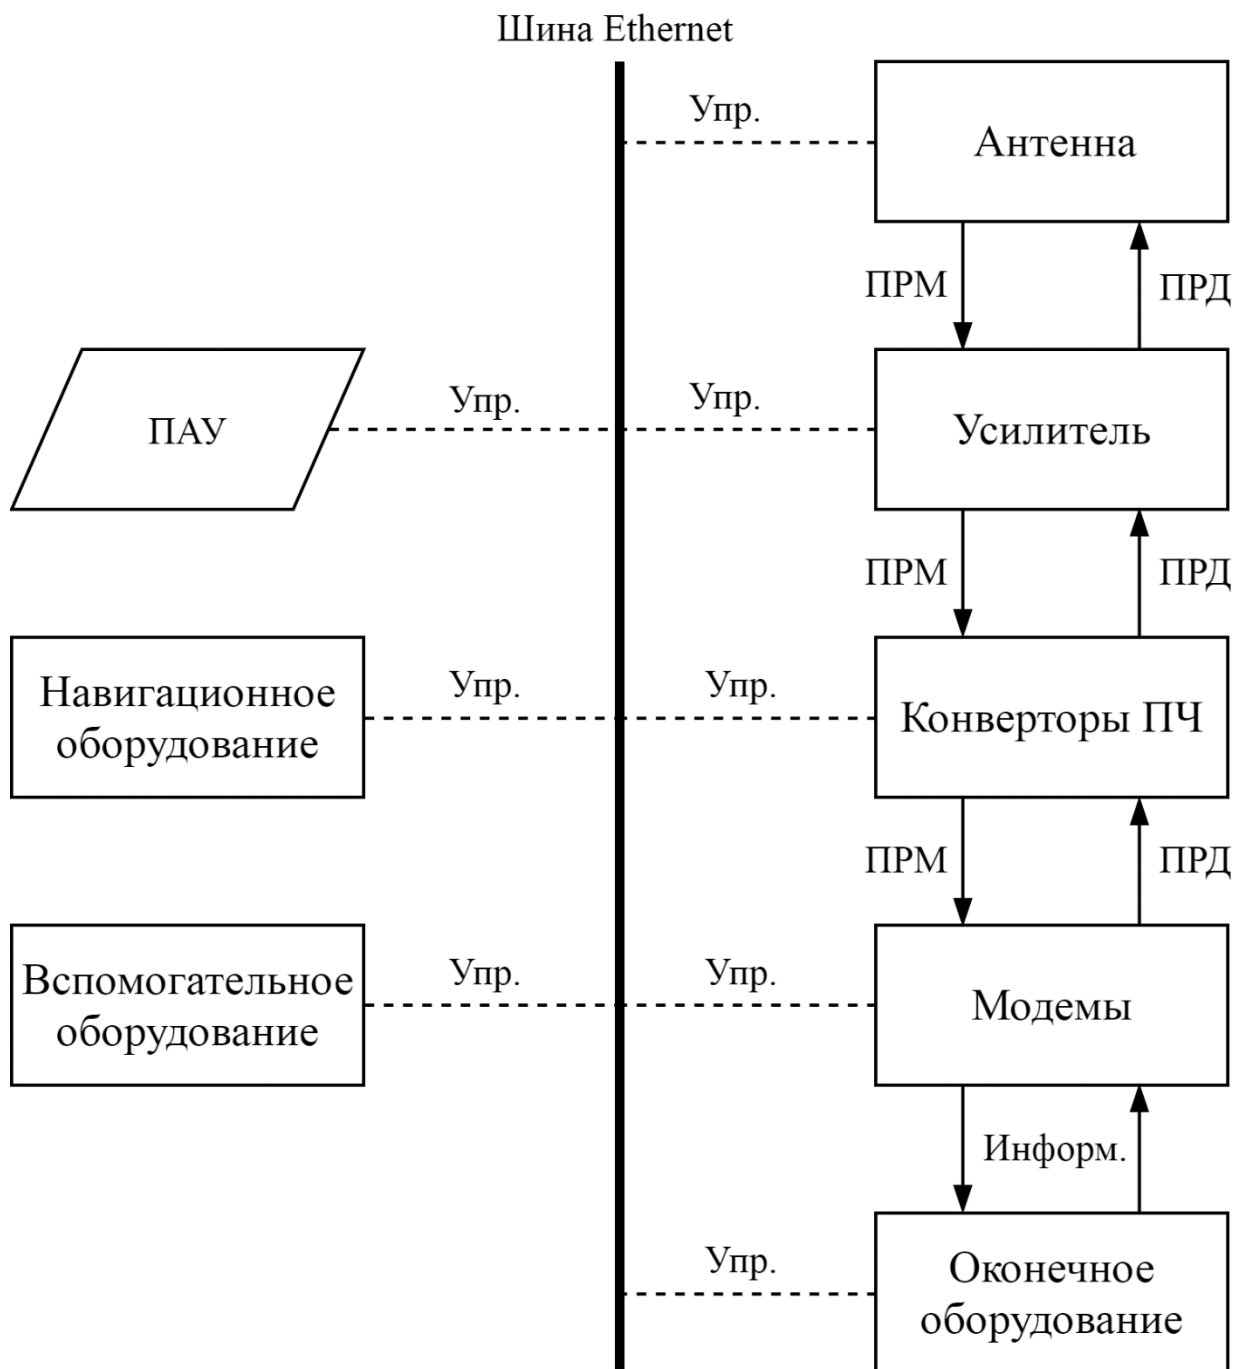 Шина Ethernet
Упр.
Антенна
ПРМ
ПРД
ПАУ
Упр.
Упр.
Усилитель
ПРМ
ПРД
Навигационное
оборудование
Упр.
Упр.
Конверторы ПЧ
ПРМ
ПРД
Вспомогательное
оборудование
Упр.
Упр.
Модемы
Информ.
Упр.
Оконечное
оборудование